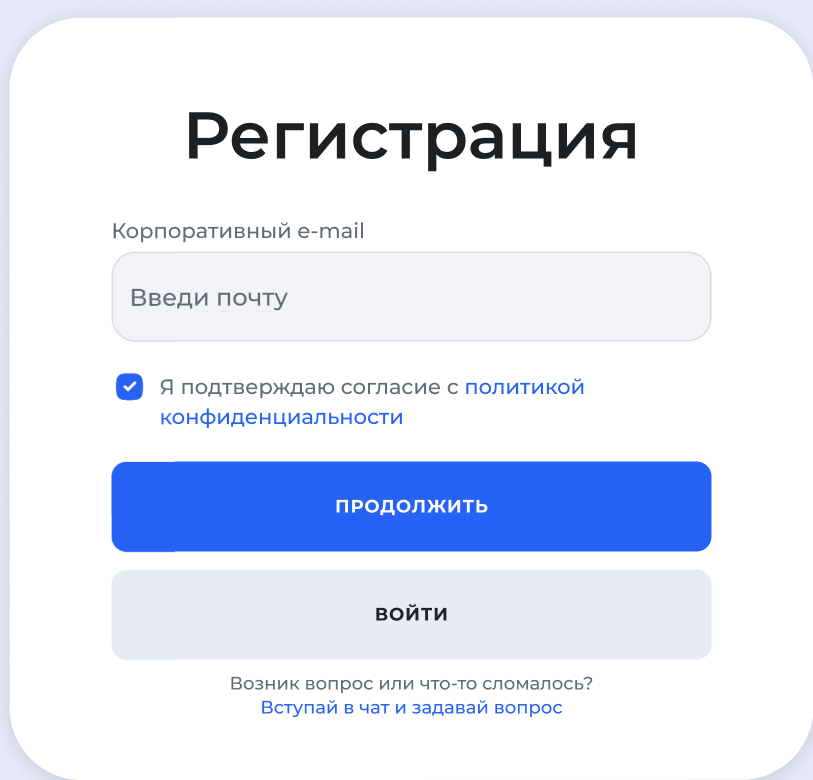 Регистрация
Корпоративный e-mail
Введи почту
Я подтверждаю согласие с политикой
конфиденциальности
ПРОДОЛЖИТЬ
ВОЙТИ
Возник вопрос или что-то сломалось?
Вступай в чат и задавай вопрос